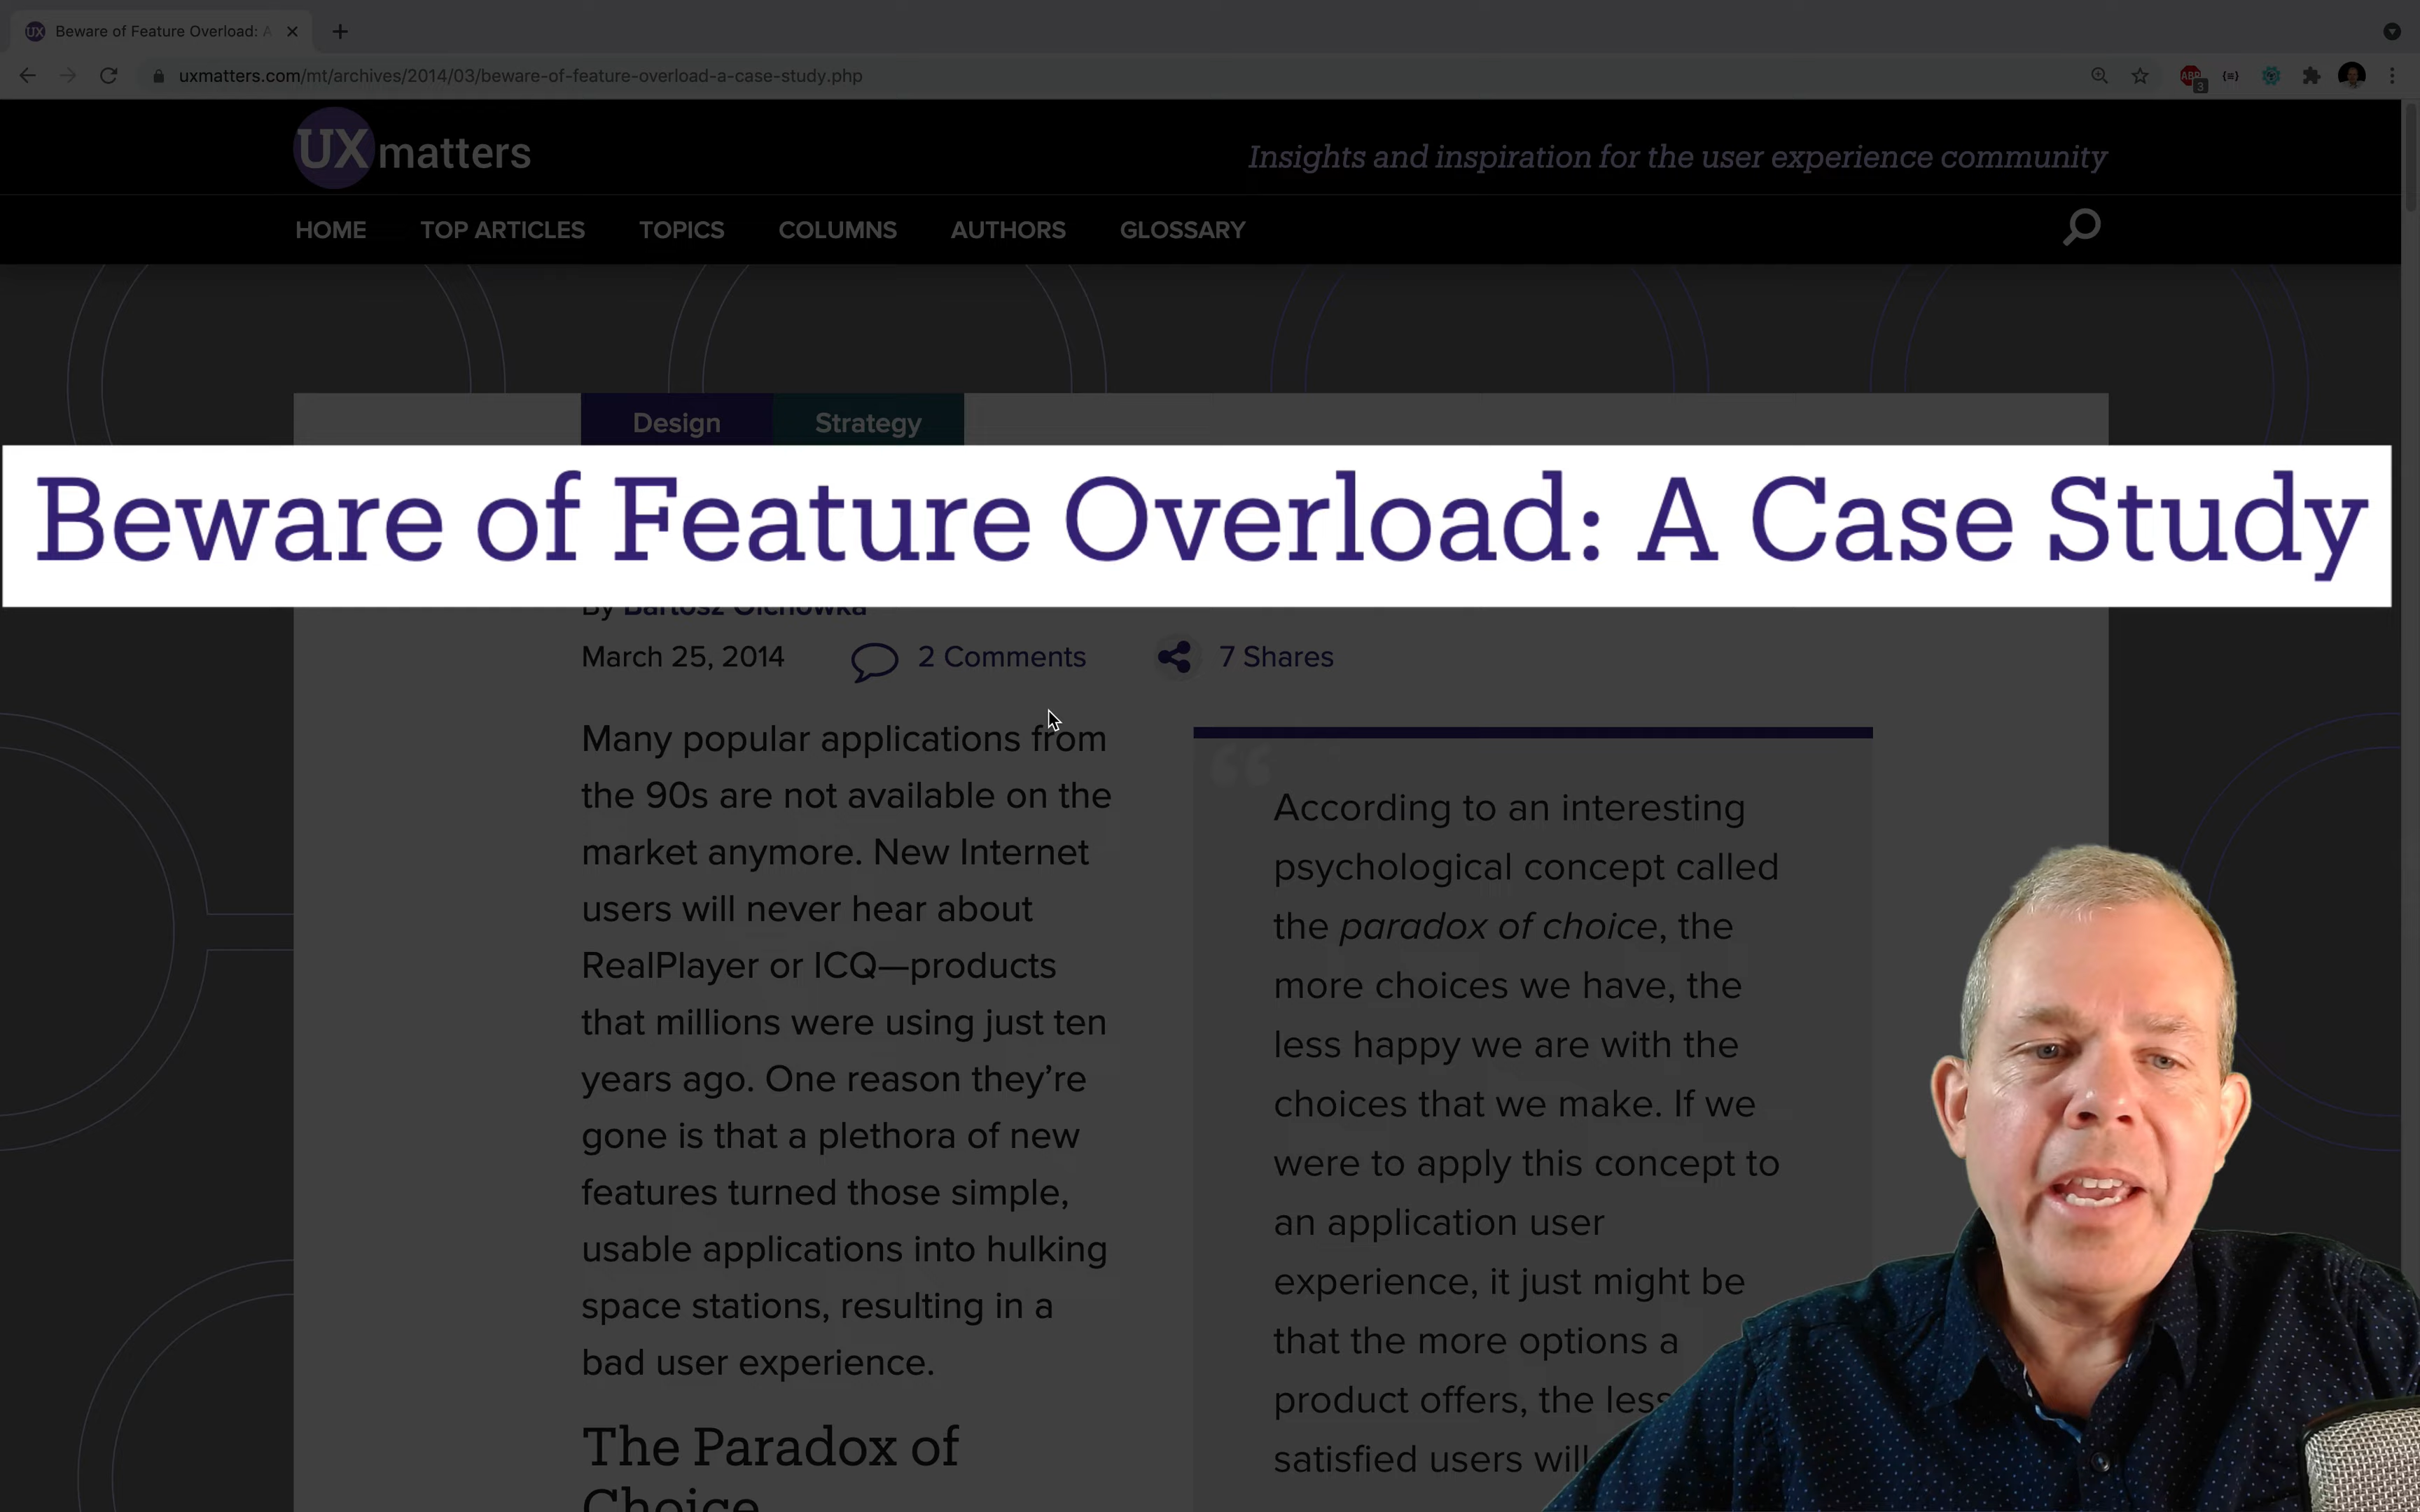 Beware of Feature Overload: A
uxmatters.com/mt/archives/2014/03/beware-of-feature-overload-a-case-study.php
ABP
3
UX matters
Insights and inspiration for the user experience community
HOME TOP ARTICLES TOPICS COLUMNS AUTHORS GLOSSARY
Design Strategy
Beware of Feature Overload: A Case Study
By Bartosz Olchówka
March 25, 2014 2 Comments 7 Shares
Many popular applications from
the 90s are not available on the
market anymore. New Internet
users will never hear about
RealPlayer or ICQ—products
that millions were using just ten
years ago. One reason they’re
gone is that a plethora of new
features turned those simple,
usable applications into hulking
space stations, resulting in a
bad user experience.
The Paradox of
Choice
“
According to an interesting
psychological concept called
the paradox of choice, the
more choices we have, the
less happy we are with the
choices that we make. If we
were to apply this concept to
an application user
experience, it just might be
that the more options a
product offers, the less
satisfied users will